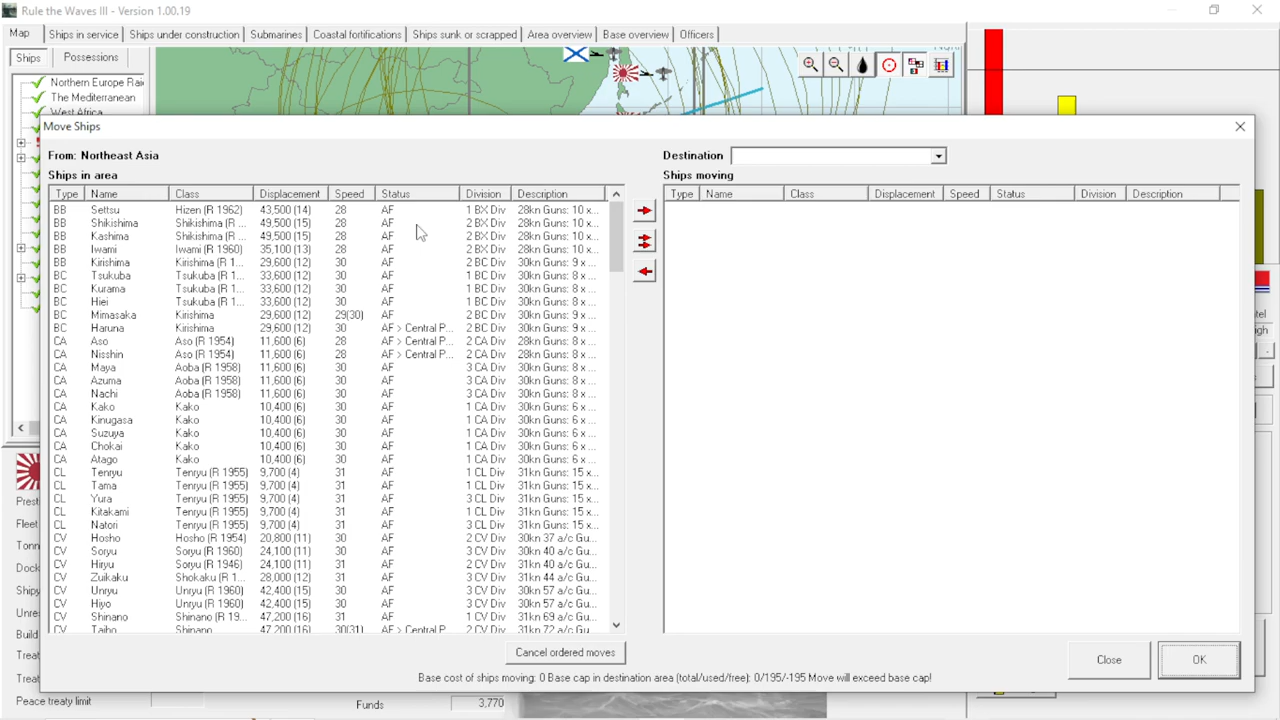 Rule the Waves III - Version 1.00.19
Map Ships in service Ships under construction Submarines Coastal fortifications Ships sunk or scrapped Area overview Base overview Officers
Ships Possessions
Northern Europe Rai
The Mediterranean
West Africa
Move Ships
From: Northeast Asia
Destination
Ships in area
Ships moving
Type Name Class Displacement Speed Status Division Description
Type Name Class Displacement Speed Status Division Description
BB Settsu Hizen (R 1962) 43,500 (14) 28 AF 1 BX Div 28kn Guns: 10 x...
BB Shikishima Shikishima (R ... 49,500 (15) 28 AF 2 BX Div 28kn Guns: 10 x...
BB Kashima Shikishima (R ... 49,500 (15) 28 AF 2 BX Div 28kn Guns: 10 x...
BB Iwami Iwami (R 1960) 35,100 (13) 28 AF 2 BX Div 28kn Guns: 10 x...
BB Kirishima Kirishima (R 1... 29,600 (12) 30 AF 2 BC Div 30kn Guns: 9 x...
BC Tsukuba Tsukuba (R 1... 33,600 (12) 30 AF 1 BC Div 30kn Guns: 8 x...
BC Kurama Tsukuba (R 1... 33,600 (12) 30 AF 1 BC Div 30kn Guns: 8 x...
BC Hiei Tsukuba (R 1... 33,600 (12) 30 AF 1 BC Div 30kn Guns: 8 x...
BC Mimasaka Kirishima 29,600 (12) 29(30) AF 2 BC Div 30kn Guns: 9 x...
BC Haruna Kirishima 29,600 (12) 30 AF > Central P... 2 BC Div 30kn Guns: 9 x...
CA Aso Aso (R 1954) 11,600 (6) 28 AF > Central P... 2 CA Div 28kn Guns: 8 x...
CA Nisshin Aso (R 1954) 11,600 (6) 28 AF > Central P... 2 CA Div 28kn Guns: 8 x...
CA Maya Aoba (R 1958) 11,600 (6) 30 AF 3 CA Div 30kn Guns: 8 x...
CA Azuma Aoba (R 1958) 11,600 (6) 30 AF 3 CA Div 30kn Guns: 8 x...
CA Nachi Aoba (R 1958) 11,600 (6) 30 AF 3 CA Div 30kn Guns: 8 x...
CA Kako Kako 10,400 (6) 30 AF 1 CA Div 30kn Guns: 6 x...
CA Kinugasa Kako 10,400 (6) 30 AF 1 CA Div 30kn Guns: 6 x...
CA Suzuya Kako 10,400 (6) 30 AF 1 CA Div 30kn Guns: 6 x...
CA Chokai Kako 10,400 (6) 30 AF 1 CA Div 30kn Guns: 6 x...
CA Atago Kako 10,400 (6) 30 AF 1 CA Div 30kn Guns: 6 x...
CL Tenryu Tenryu (R 1955) 9,700 (4) 31 AF 1 CL Div 31kn Guns: 15 x...
CL Tama Tenryu (R 1955) 9,700 (4) 31 AF 1 CL Div 31kn Guns: 15 x...
CL Yura Tenryu (R 1955) 9,700 (4) 31 AF 3 CL Div 31kn Guns: 15 x...
CL Kitakami Tenryu (R 1955) 9,700 (4) 31 AF 1 CL Div 31kn Guns: 15 x...
CL Natori Tenryu (R 1955) 9,700 (4) 31 AF 3 CL Div 31kn Guns: 15 x...
CV Hosho Hosho (R 1954) 20,800 (11) 30 AF 2 CV Div 30kn 37 a/c Gu...
CV Soryu Soryu (R 1960) 24,100 (11) 30 AF 3 CV Div 30kn 40 a/c Gu...
CV Hiryu Soryu (R 1946) 24,100 (11) 31 AF 2 CV Div 31kn 40 a/c Gu...
CV Zuikaku Shokaku (R 1... 28,000 (12) 31 AF 3 CV Div 31kn 44 a/c Gu...
CV Unryu Unryu (R 1960) 42,400 (15) 30 AF 3 CV Div 30kn 57 a/c Gu...
CV Hiyo Unryu (R 1960) 42,400 (15) 30 AF 3 CV Div 30kn 57 a/c Gu...
CV Shinano Shinano (R 19... 47,200 (16) 31 AF 1 CV Div 31kn 69 a/c Gu...
CV Taiho Shinano 47,200 (16) 30(31) AF > Central P... 1 CV Div 31kn 72 a/c Gu...
Cancel ordered moves
Close
OK
Base cost of ships moving: 0 Base cap in destination area (total/used/free): 0/195/-195 Move will exceed base cap!
Prest
Fleet
Tonn
Dock
Shipy
Unre
Build
Treat
Treat
Peace treaty limit
Funds 3,770
tel
igh